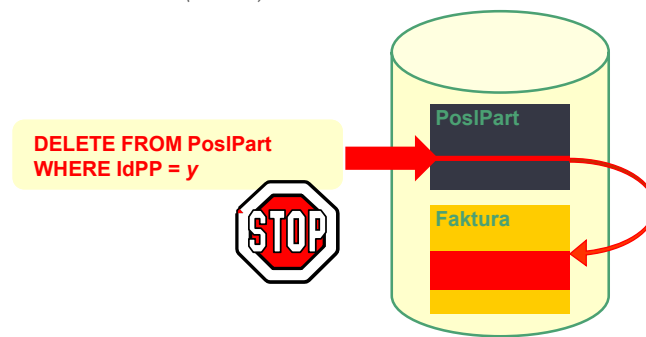 PoslPart
DELETE FROM PoslPart
WHERE IdPP = y
STOP
Faktura